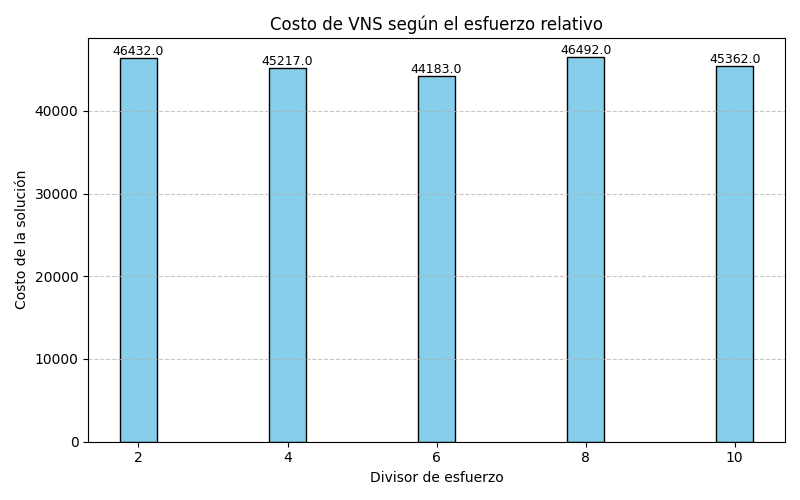 Costo de VNS según el esfuerzo relativo
46432.0
45217.0
44183.0
46492.0
45362.0
40000
30000
20000
10000
0
Costo de la solución
2 4 6 8 10
Divisor de esfuerzo